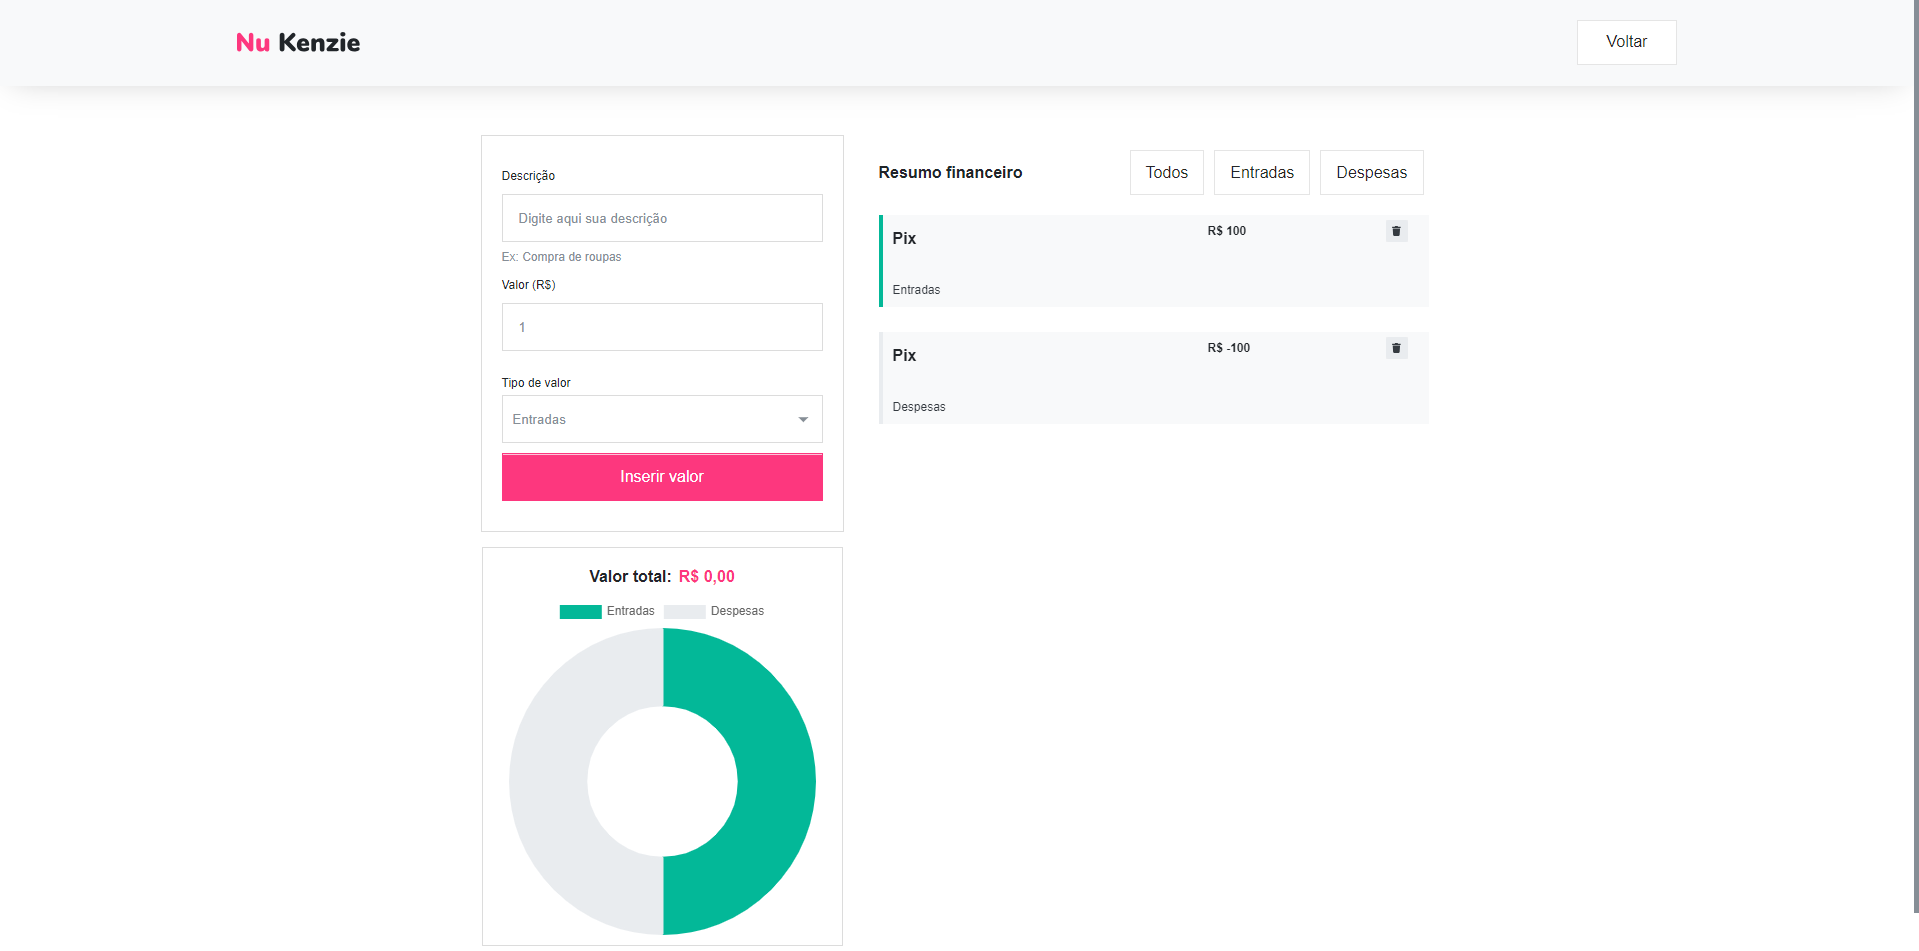 Nu Kenzie
Voltar
Descrição
Digite aqui sua descrição
Ex: Compra de roupas
Valor (R$)
1
Tipo de valor
Entradas
Inserir valor
Valor total: R$ 0,00
Entradas Despesas
Resumo financeiro
Todos Entradas Despesas
Pix R$ 100
Entradas
Pix R$ -100
Despesas